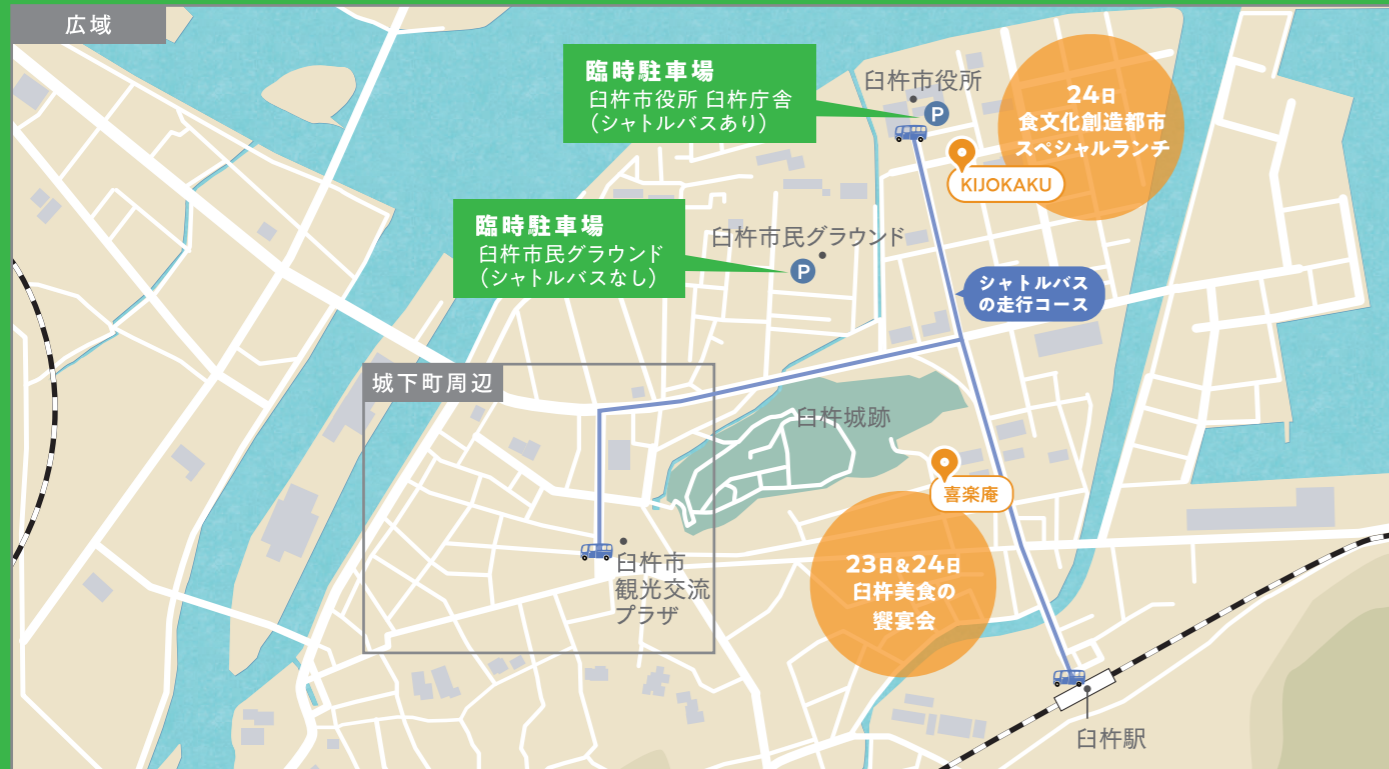 広域
臨時駐車場
臼杵市役所 臼杵庁舎
（シャトルバスあり）
臼杵市役所
P
24日
食文化創造都市
スペシャルランチ
KIJOKAKU
臨時駐車場
臼杵市民グラウンド
（シャトルバスなし）
臼杵市民グラウンド
P
シャトルバス
の走行コース
城下町周辺
臼杵城跡
喜楽庵
臼杵市
観光交流
プラザ
23日&24日
臼杵美食の
饗宴会
臼杵駅